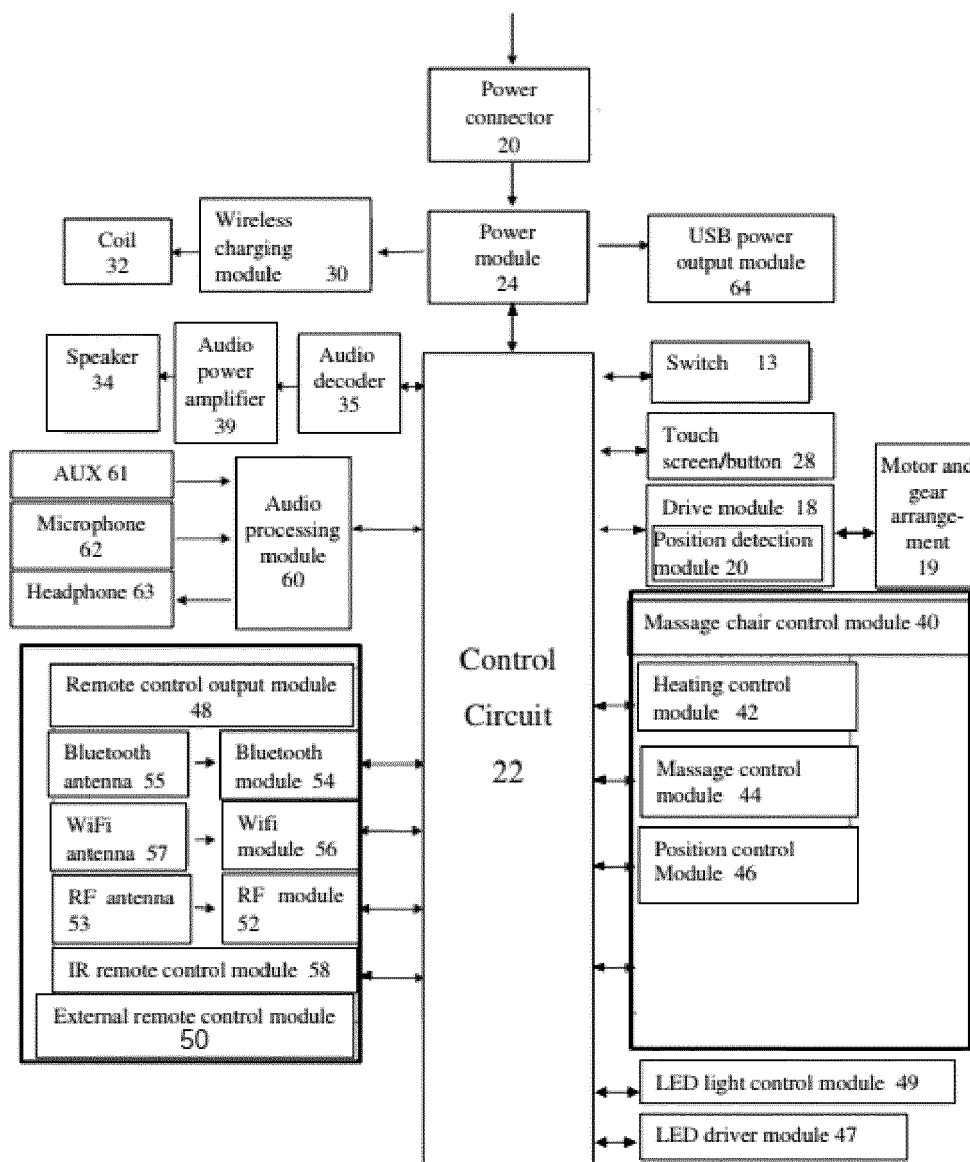 Power
connector
20
Coil
32
Wireless
charging
module 30
Power
module
24
USB power
output module
64
Speaker
34
Audio
power
amplifier
39
Audio
decoder
35
Switch 13
Touch
screen/button 28
AUX 61
Microphone
62
Headphone 63
Audio
processing
module
60
Drive module 18
Position detection
module 20
Motor and
gear
arrange-
ment
19
Control
Circuit
22
Massage chair control module 40
Heating control
module 42
Massage control
module 44
Position control
Module 46
Remote control output module
48
Bluetooth
antenna 55
Bluetooth
module 54
WiFi
antenna 57
Wifi
module 56
RF antenna
53
RF module
52
IR remote control module 58
External remote control module
50
LED light control module 49
LED driver module 47